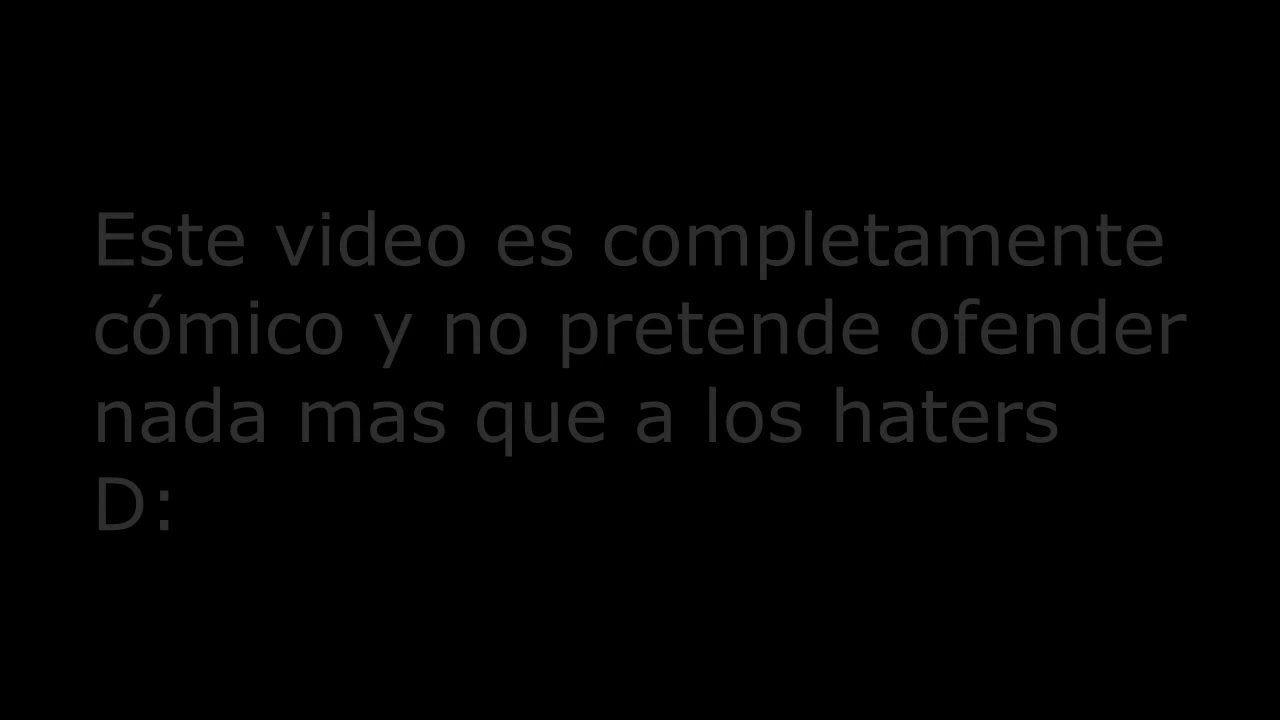 Este video es completamente
cómico y no pretende ofender
nada mas que a los haters
D: